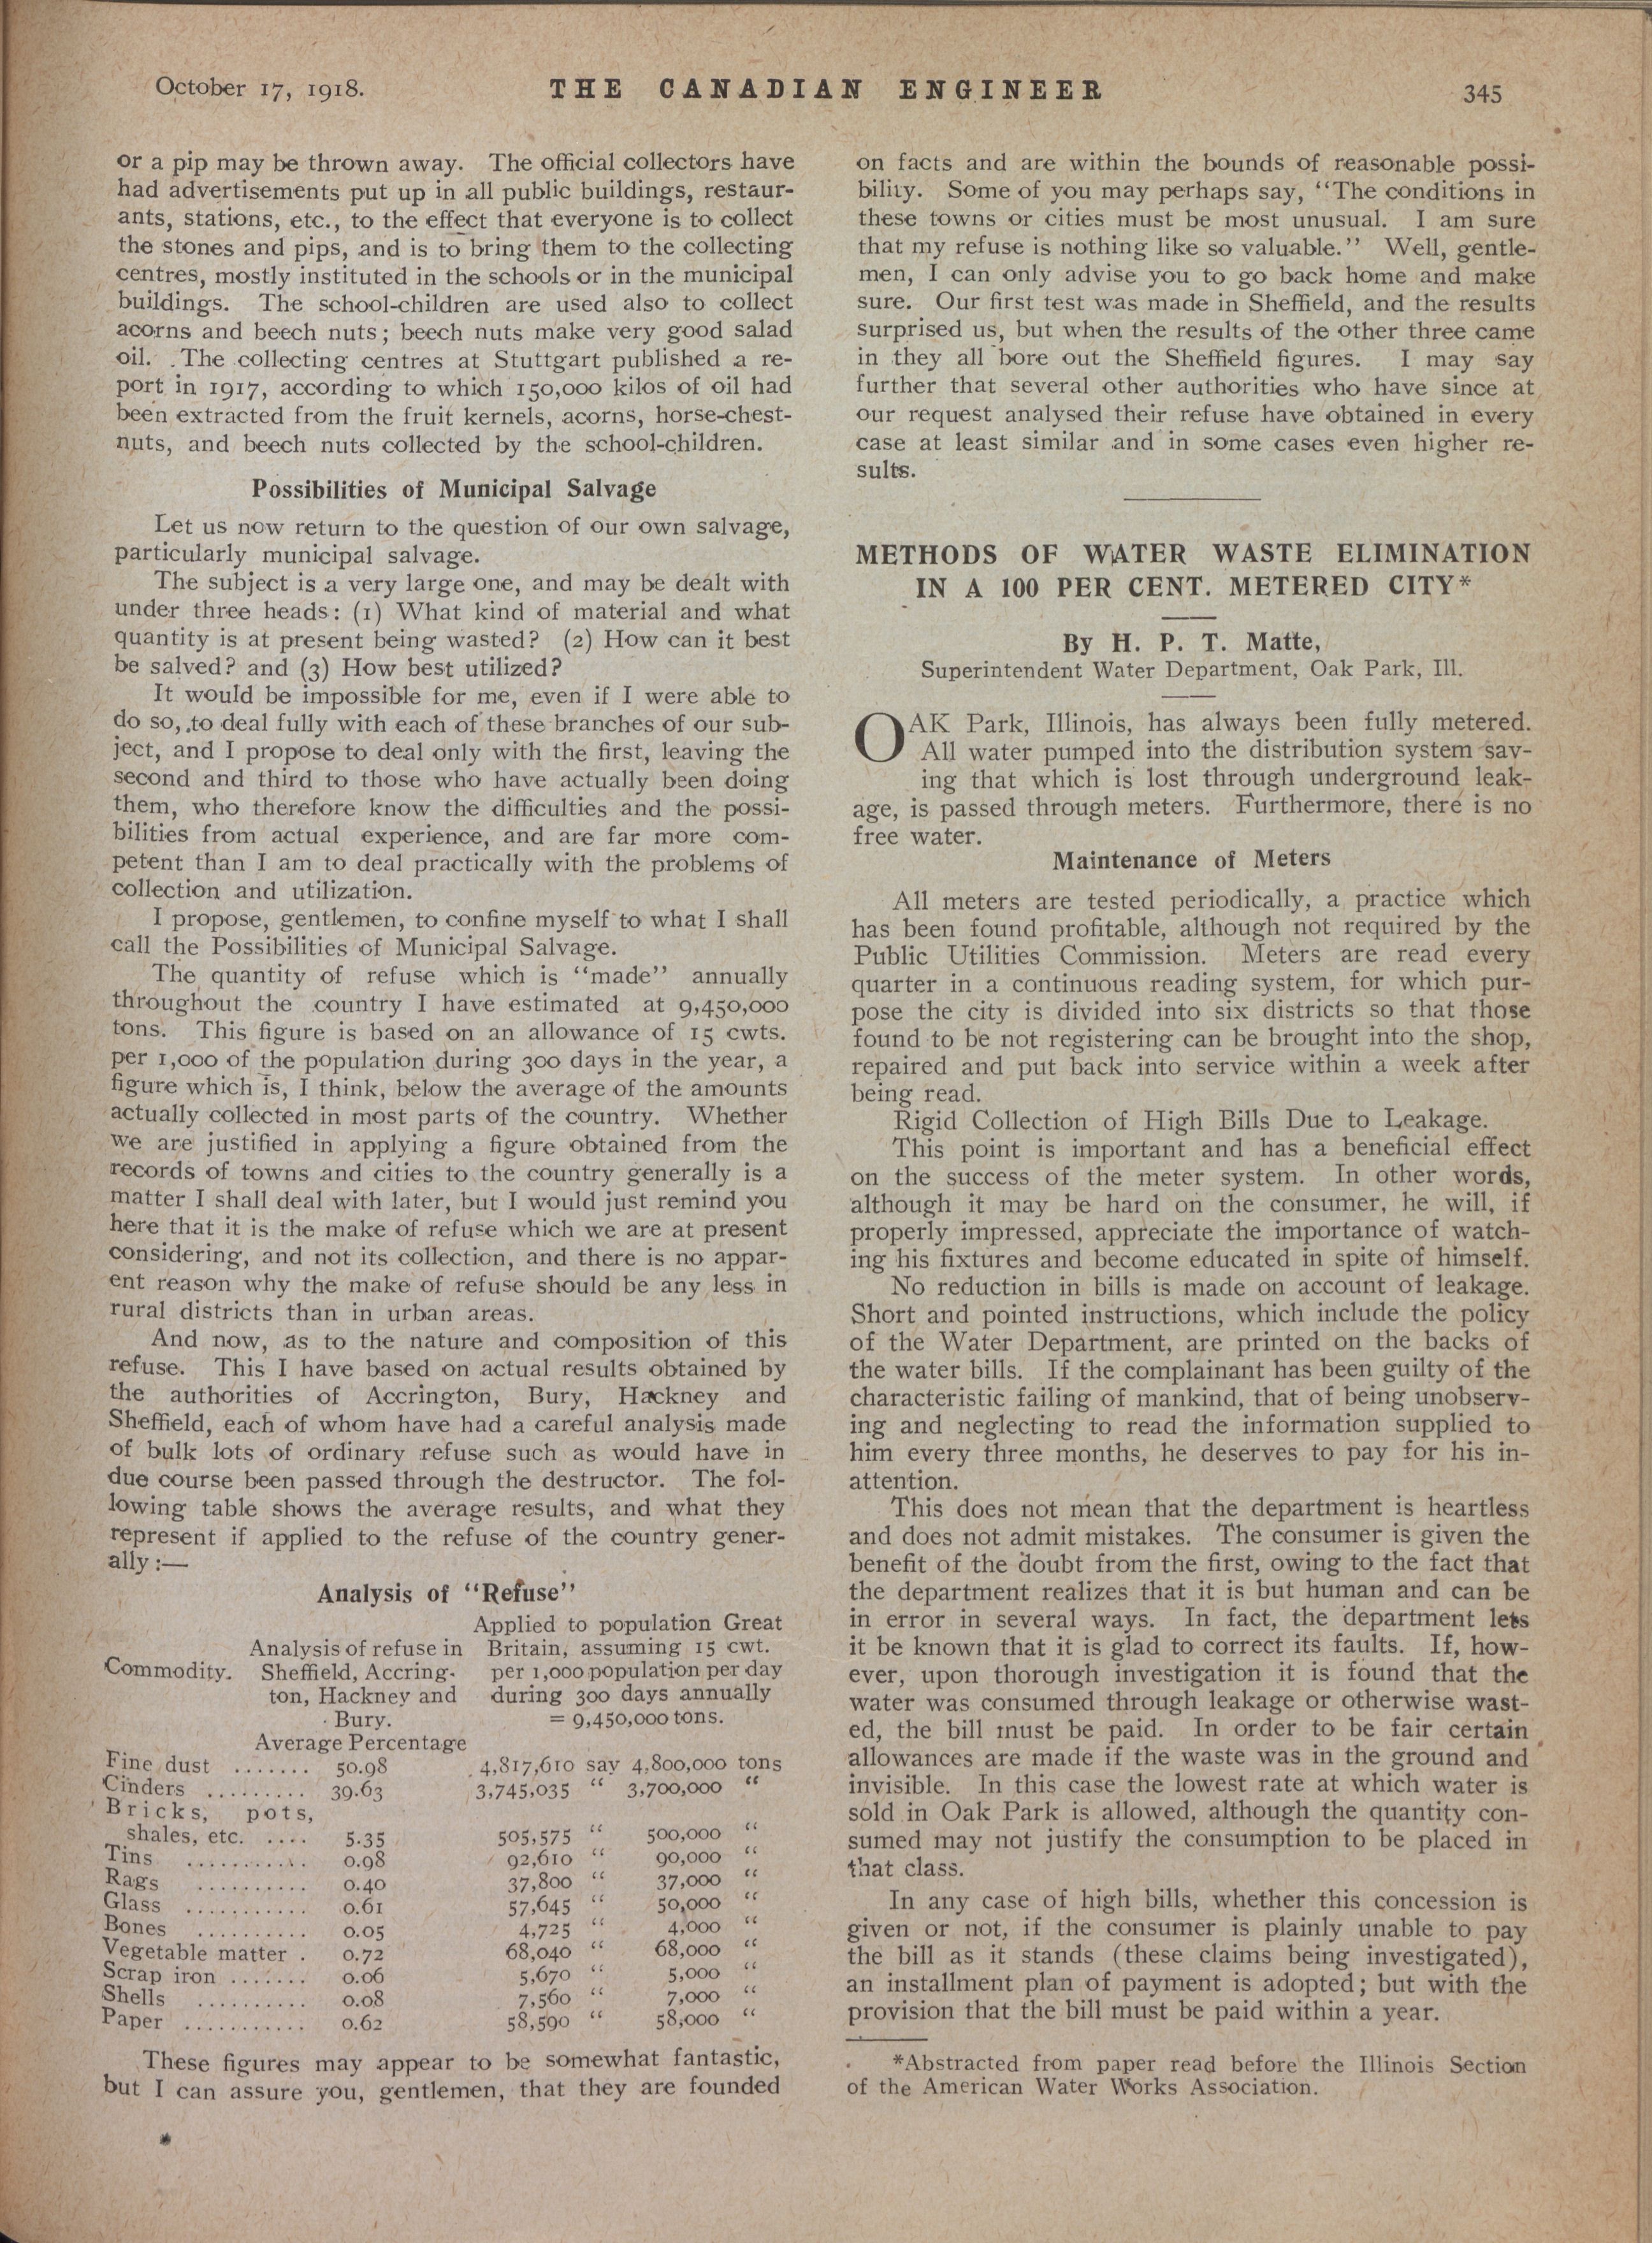 October 17, 1918.
THE CANADIAN ENGINEER
345
or a pip may be thrown away. The official collectors have
had advertisements put up in all public buildings, restaur-
ants, stations, etc., to the effect that everyone is to collect
the stones and pips, and is to bring them to the collecting
centres, mostly instituted in the schools or in the municipal
buildings. The school-children are used also to collect
acorns and beech nuts; beech nuts make very good salad
oil. The collecting centres at Stuttgart published a re-
port in 1917, according to which 150,000 kilos of oil had
been extracted from the fruit kernels, acorns, horse-chest-
nuts, and beech nuts collected by the school-children.
Possibilities of Municipal Salvage
Let us now return to the question of our own salvage,
particularly municipal salvage.
The subject is a very large one, and may be dealt with
under three heads: (1) What kind of material and what
quantity is at present being wasted? (2) How can it best
be salved? and (3) How best utilized?
It would be impossible for me, even if I were able to
do so, to deal fully with each of these branches of our sub-
ject, and I propose to deal only with the first, leaving the
second and third to those who have actually been doing
them, who therefore know the difficulties and the possi-
bilities from actual experience, and are far more com-
petent than I am to deal practically with the problems of
collection and utilization.
I propose, gentlemen, to confine myself to what I shall
call the Possibilities of Municipal Salvage.
The quantity of refuse which is "made" annually
throughout the country I have estimated at 9,450,000
tons. This figure is based on an allowance of 15 cwts.
per 1,000 of the population during 300 days in the year, a
figure which is, I think, below the average of the amounts
actually collected in most parts of the country. Whether
we are justified in applying a figure obtained from the
records of towns and cities to the country generally is a
matter I shall deal with later, but I would just remind you
here that it is the make of refuse which we are at present
considering, and not its collection, and there is no appar-
ent reason why the make of refuse should be any less in
rural districts than in urban areas.
And now, as to the nature and composition of this
refuse. This I have based on actual results obtained by
the authorities of Accrington, Bury, Hackney and
Sheffield, each of whom have had a careful analysis made
of bulk lots of ordinary refuse such as would have in
due course been passed through the destructor. The fol-
lowing table shows the average results, and what they
represent if applied to the refuse of the country gener-
ally:—
Analysis of "Refuse"
Applied to population Great
Analysis of refuse in Britain, assuming 15 cwt.
Commodity. Sheffield, Accring- per 1,000 population per day
ton, Hackney and during 300 days annually
Bury. = 9,450,000 tons.
Average Percentage
Fine dust ....... 50.98 4,817,610 say 4,800,000 tons
Cinders ......... 39.63 3,745,035 " 3,700,000 "
Bricks, pots,
shales, etc. .... 5.35 505,575 " 500,000 "
Tins ........... 0.98 92,610 " 90,000 "
Rags .......... 0.40 37,800 " 37,000 "
Glass ........... 0.61 57,645 " 50,000 "
Bones .......... 0.05 4,725 " 4,000 "
Vegetable matter . 0.72 68,040 " 68,000 "
Scrap iron ....... 0.06 5,670 " 5,000 "
Shells .......... 0.08 7,560 " 7,000 "
Paper ........... 0.62 58,590 " 58,000 "
These figures may appear to be somewhat fantastic,
but I can assure you, gentlemen, that they are founded
on facts and are within the bounds of reasonable possi-
bility. Some of you may perhaps say, "The conditions in
these towns or cities must be most unusual. I am sure
that my refuse is nothing like so valuable." Well, gentle-
men, I can only advise you to go back home and make
sure. Our first test was made in Sheffield, and the results
surprised us, but when the results of the other three came
in they all bore out the Sheffield figures. I may say
further that several other authorities who have since at
our request analysed their refuse have obtained in every
case at least similar and in some cases even higher re-
sults.
METHODS OF WATER WASTE ELIMINATION
IN A 100 PER CENT. METERED CITY*
By H. P. T. Matte,
Superintendent Water Department, Oak Park, Ill.
OAK Park, Illinois, has always been fully metered.
All water pumped into the distribution system sav-
ing that which is lost through underground leak-
age, is passed through meters. Furthermore, there is no
free water.
Maintenance of Meters
All meters are tested periodically, a practice which
has been found profitable, although not required by the
Public Utilities Commission. Meters are read every
quarter in a continuous reading system, for which pur-
pose the city is divided into six districts so that those
found to be not registering can be brought into the shop,
repaired and put back into service within a week after
being read.
Rigid Collection of High Bills Due to Leakage.
This point is important and has a beneficial effect
on the success of the meter system. In other words,
although it may be hard on the consumer, he will, if
properly impressed, appreciate the importance of watch-
ing his fixtures and become educated in spite of himself.
No reduction in bills is made on account of leakage.
Short and pointed instructions, which include the policy
of the Water Department, are printed on the backs of
the water bills. If the complainant has been guilty of the
characteristic failing of mankind, that of being unobserv-
ing and neglecting to read the information supplied to
him every three months, he deserves to pay for his in-
attention.
This does not mean that the department is heartless
and does not admit mistakes. The consumer is given the
benefit of the doubt from the first, owing to the fact that
the department realizes that it is but human and can be
in error in several ways. In fact, the department lets
it be known that it is glad to correct its faults. If, how-
ever, upon thorough investigation it is found that the
water was consumed through leakage or otherwise wast-
ed, the bill must be paid. In order to be fair certain
allowances are made if the waste was in the ground and
invisible. In this case the lowest rate at which water is
sold in Oak Park is allowed, although the quantity con-
sumed may not justify the consumption to be placed in
that class.
In any case of high bills, whether this concession is
given or not, if the consumer is plainly unable to pay
the bill as it stands (these claims being investigated),
an installment plan of payment is adopted; but with the
provision that the bill must be paid within a year.
*Abstracted from paper read before the Illinois Section
of the American Water Works Association.